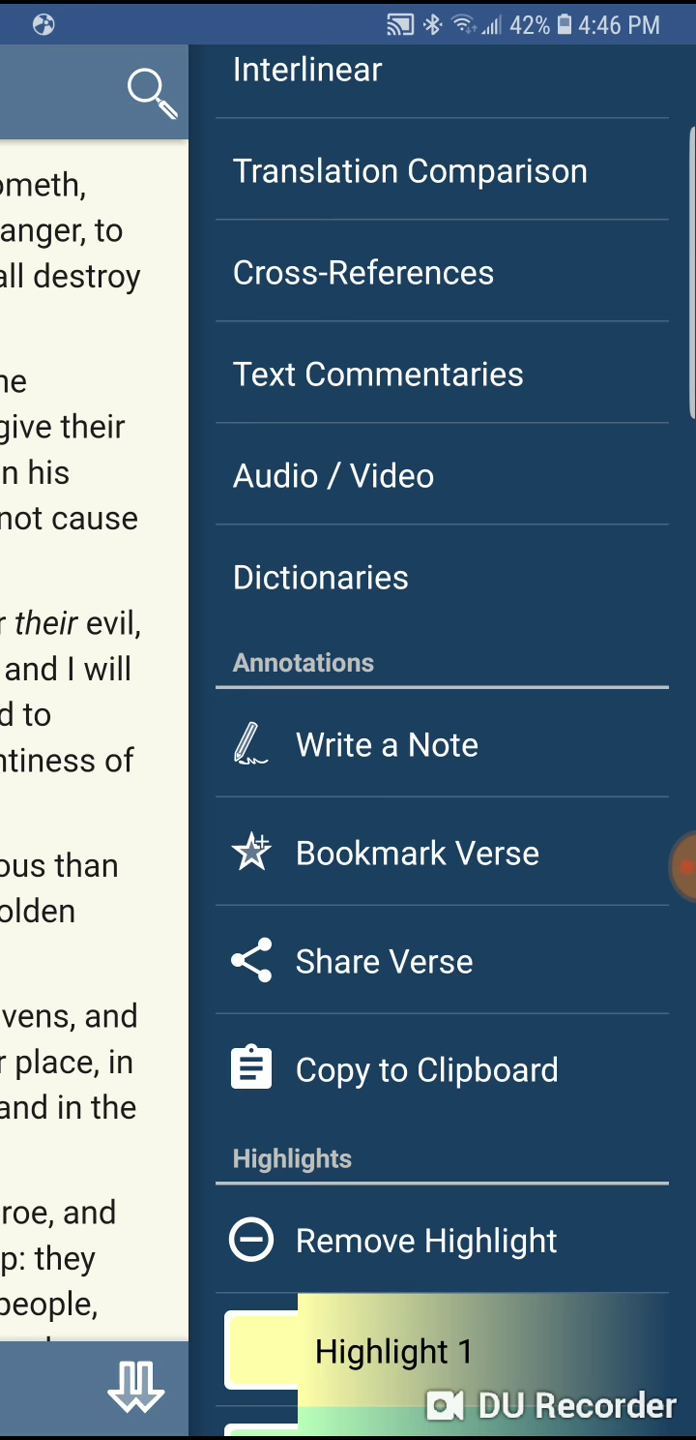 42% 4:46 PM
ometh,
anger, to
all destroy
ne
give their
n his
not cause
r their evil,
and I will
d to
ntiness of
ous than
olden
vens, and
r place, in
and in the
roe, and
p: they
people,
Interlinear
Translation Comparison
Cross-References
Text Commentaries
Audio / Video
Dictionaries
Annotations
Write a Note
Bookmark Verse
Share Verse
Copy to Clipboard
Highlights
Remove Highlight
Highlight 1
DU Recorder